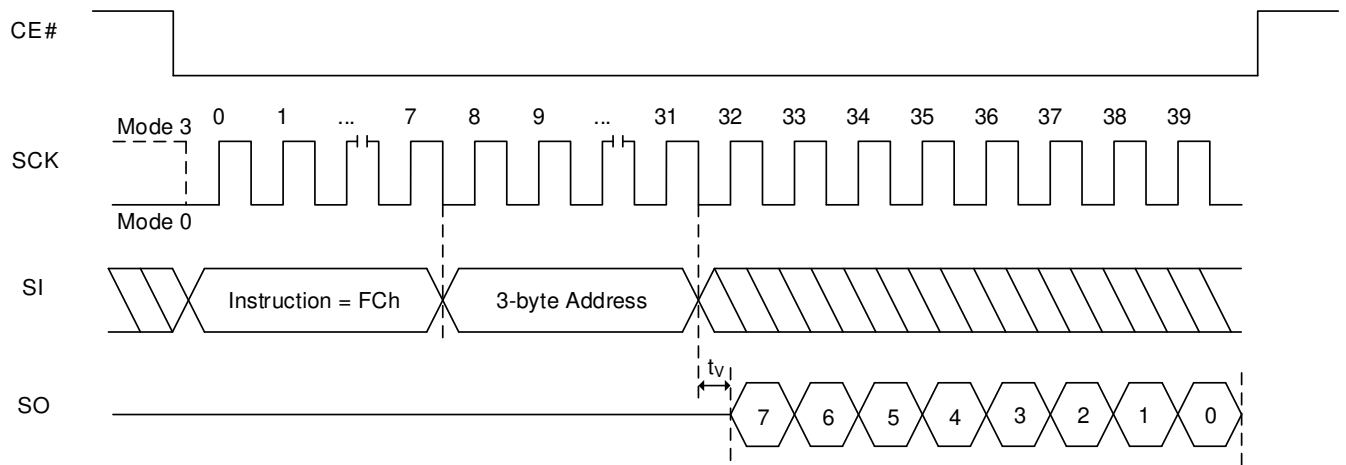 CE#
0 1 ... 7 8 9 ... 31 32 33 34 35 36 37 38 39
Mode 3
SCK
Mode 0
SI
Instruction = FCh
3-byte Address
tV
SO
7 6 5 4 3 2 1 0